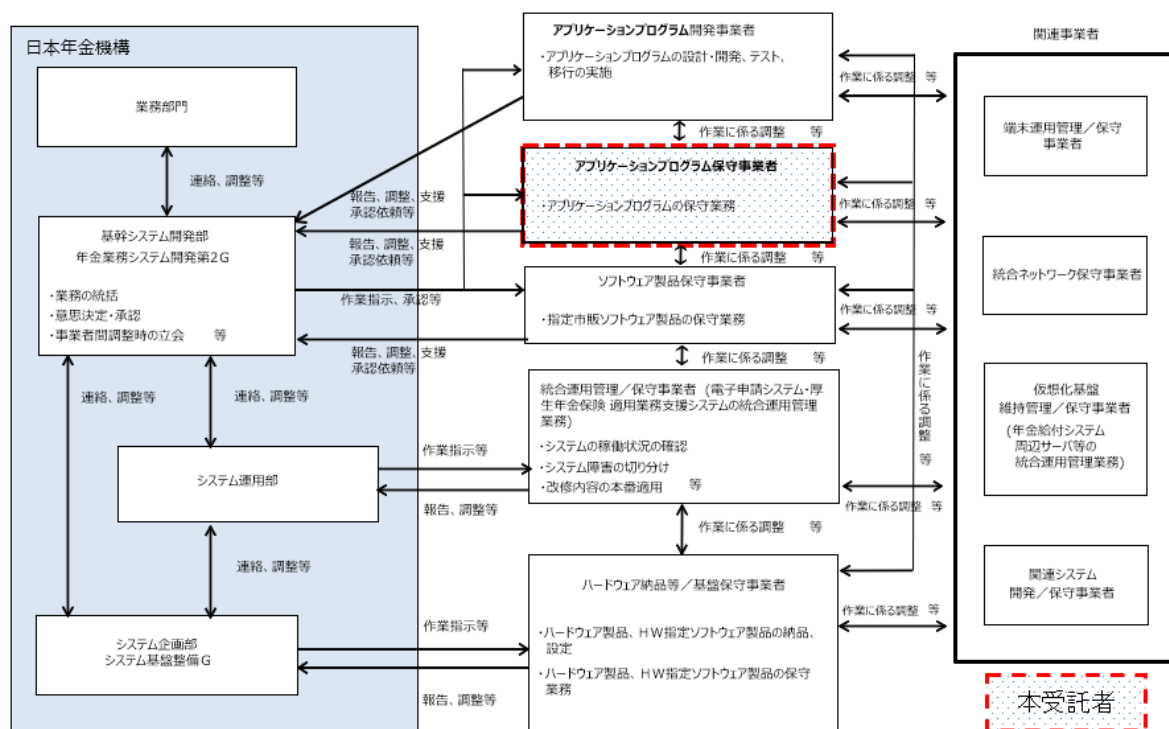 日本年金機構
業務部門
連絡、調整等
基幹システム開発部
年金業務システム開発第2G
・業務の統括
・意思決定・承認
・事業者間調整時の立会　等
連絡、調整等
連絡、調整等
システム運用部
連絡、調整等
システム企画部
システム基盤整備G
報告、調整、支援
承認依頼等
報告、調整、支援
承認依頼等
作業指示、承認等
報告、調整、支援
承認依頼等
作業指示等
報告、調整等
作業指示等
報告、調整等
アプリケーションプログラム開発事業者
・アプリケーションプログラムの設計・開発、テスト、
移行の実施
作業に係る調整　等
アプリケーションプログラム保守事業者
・アプリケーションプログラムの保守業務
作業に係る調整　等
ソフトウェア製品保守事業者
・指定市販ソフトウェア製品の保守業務
作業に係る調整　等
統合運用管理／保守事業者（電子申請システム・厚
生年金保険 適用業務支援システムの統合運用管理
業務）
・システムの稼働状況の確認
・システム障害の切り分け
・改修内容の本番適用　等
作業に係る調整　等
ハードウェア納品等／基盤保守事業者
・ハードウェア製品、HW指定ソフトウェア製品の納品、
設定
・ハードウェア製品、HW指定ソフトウェア製品の保守
業務
作業に係る調整　等
作業に係る調整　等
作業に係る調整　等
作業に係る調整　等
作業に係る調整　等
作業に係る調整　等
関連事業者
端末運用管理／保守
事業者
統合ネットワーク保守事業者
仮想化基盤
維持管理／保守事業者
（年金給付システム
周辺サーバ等の
統合運用管理業務）
関連システム
開発／保守事業者
本受託者